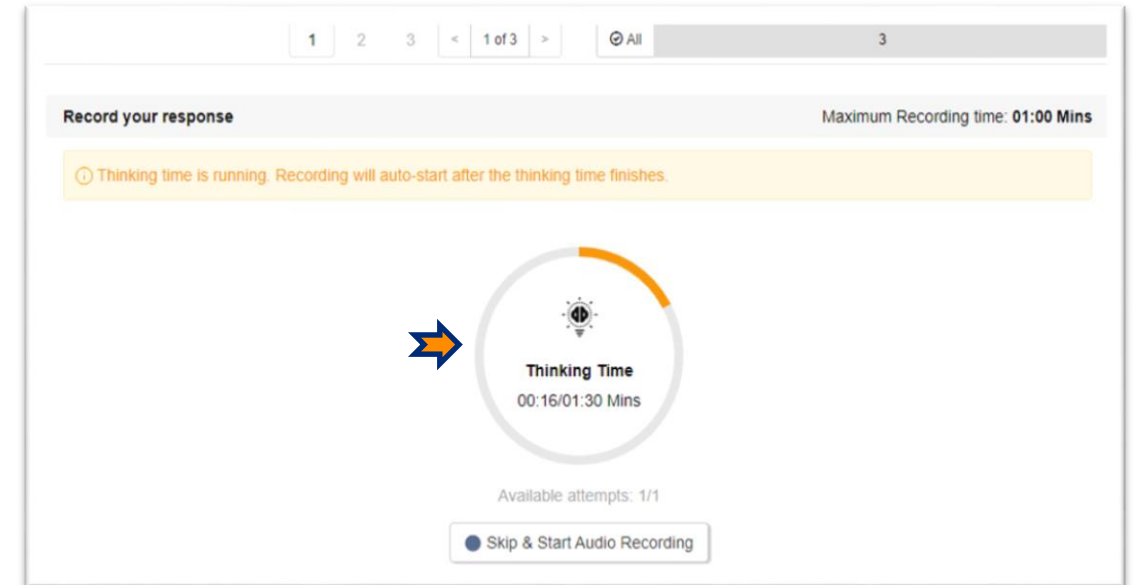 1 2 3 < 1 of 3 > All 3
Record your response Maximum Recording time: 01:00 Mins
Thinking time is running. Recording will auto-start after the thinking time finishes.
Thinking Time
00:16/01:30 Mins
Available attempts: 1/1
Skip & Start Audio Recording